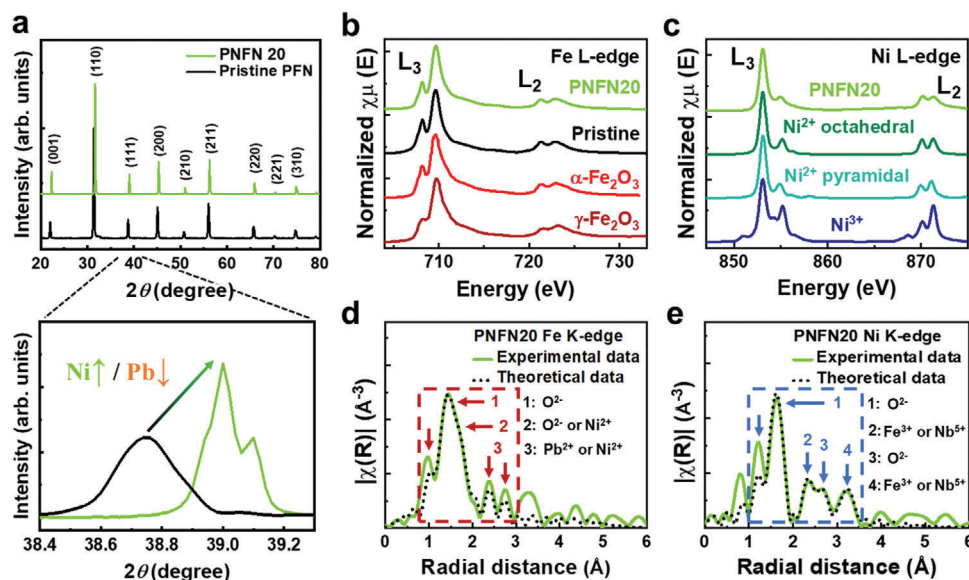 a
Intensity (arb. units)
PNFN 20
Pristine PFN
(001)
(110)
(111)
(200)
(210)
(211)
(220)
(221)
(310)
20 30 40 50 60 70 80
2θ (degree)
Intensity (arb. units)
Ni↑ / Pb↓
38.4 38.6 38.8 39.0 39.2
2θ (degree)
b
Normalized χμ (E)
L3
Fe L-edge
L2
PNFN20
Pristine
α-Fe2O3
γ-Fe2O3
710 720 730
Energy (eV)
c
Normalized χμ (E)
L3
Ni L-edge
L2
PNFN20
Ni2+ octahedral
Ni2+ pyramidal
Ni3+
850 860 870
Energy (eV)
d
|χ(R)| (A-3)
PNFN20 Fe K-edge
Experimental data
Theoretical data
1
1: O2-
2
2: O2- or Ni2+
3
3: Pb2+ or Ni2+
0 1 2 3 4 5 6
Radial distance (Å)
e
|χ(R)| (A-3)
PNFN20 Ni K-edge
Experimental data
Theoretical data
1
1: O2-
2 3 4
2: Fe3+ or Nb5+
3: O2-
4: Fe3+ or Nb5+
0 1 2 3 4 5 6
Radial distance (Å)